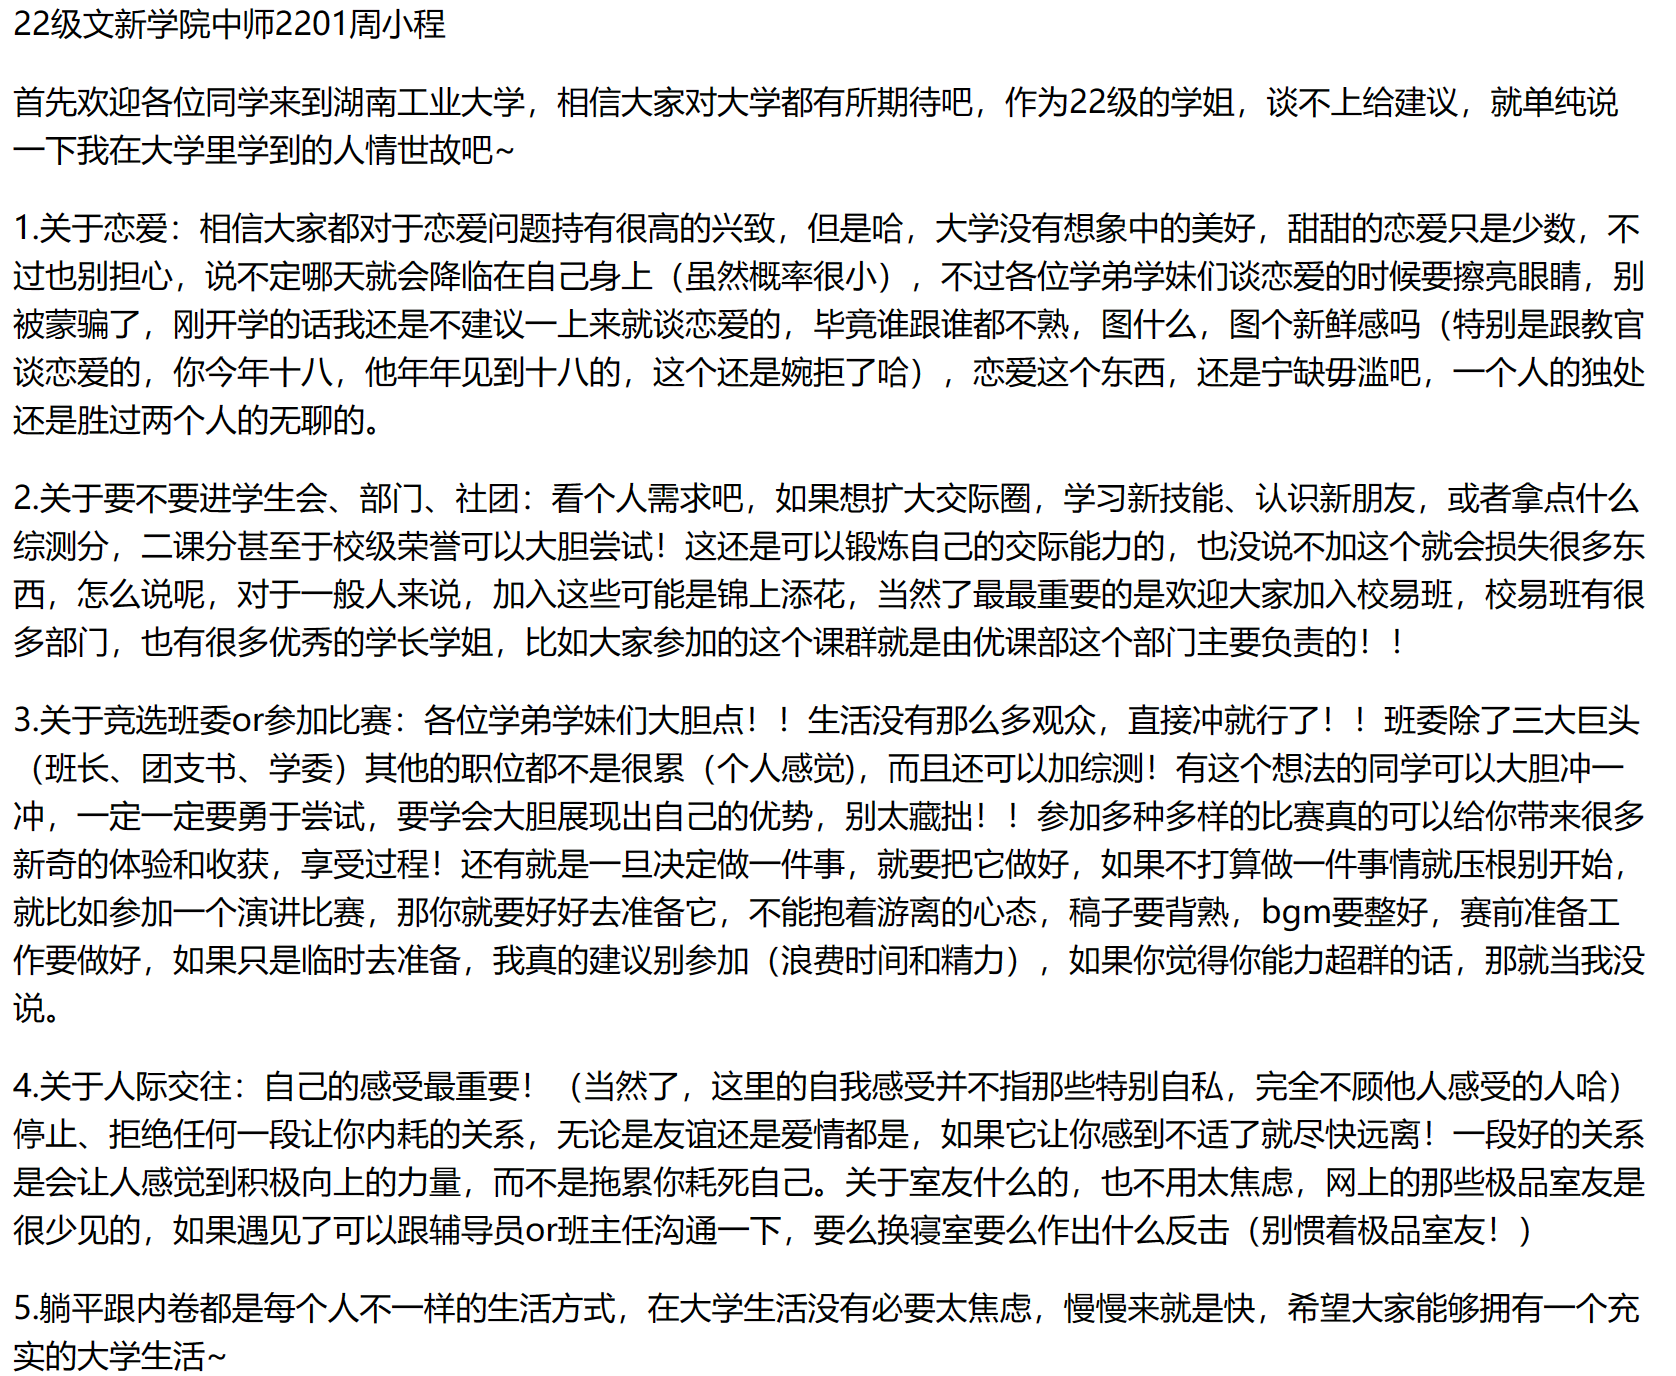 22级文新学院中师2201周小程
首先欢迎各位同学来到湖南工业大学，相信大家对大学都有所期待吧，作为22级的学姐，谈不上给建议，就单纯说
一下我在大学里学到的人情世故吧~
1.关于恋爱：相信大家都对于恋爱问题持有很高的兴致，但是哈，大学没有想象中的美好，甜甜的恋爱只是少数，不
过也别担心，说不定哪天就会降临在自己身上（虽然概率很小），不过各位学弟学妹们谈恋爱的时候要擦亮眼睛，别
被蒙骗了，刚开学的话我还是不建议一上来就谈恋爱的，毕竟谁跟谁都不熟，图什么，图个新鲜感吗（特别是跟教官
谈恋爱的，你今年十八，他年年见到十八的，这个还是婉拒了哈），恋爱这个东西，还是宁缺毋滥吧，一个人的独处
还是胜过两个人的无聊的。
2.关于要不要进学生会、部门、社团：看个人需求吧，如果想扩大交际圈，学习新技能、认识新朋友，或者拿点什么
综测分，二课分甚至于校级荣誉可以大胆尝试！这还是可以锻炼自己的交际能力的，也没说不加这个就会损失很多东
西，怎么说呢，对于一般人来说，加入这些可能是锦上添花，当然了最最重要的是欢迎大家加入校易班，校易班有很
多部门，也有很多优秀的学长学姐，比如大家参加的这个课群就是由优课部这个部门主要负责的！！
3.关于竞选班委or参加比赛：各位学弟学妹们大胆点！！生活没有那么多观众，直接冲就行了！！班委除了三大巨头
（班长、团支书、学委）其他的职位都不是很累（个人感觉)，而且还可以加综测！有这个想法的同学可以大胆冲一
冲，一定一定要勇于尝试，要学会大胆展现出自己的优势，别太藏拙！！参加多种多样的比赛真的可以给你带来很多
新奇的体验和收获，享受过程！还有就是一旦决定做一件事，就要把它做好，如果不打算做一件事情就压根别开始，
就比如参加一个演讲比赛，那你就要好好去准备它，不能抱着游离的心态，稿子要背熟，bgm要整好，赛前准备工
作要做好，如果只是临时去准备，我真的建议别参加（浪费时间和精力），如果你觉得你能力超群的话，那就当我没
说。
4.关于人际交往：自己的感受最重要！（当然了，这里的自我感受并不指那些特别自私，完全不顾他人感受的人哈）
停止、拒绝任何一段让你内耗的关系，无论是友谊还是爱情都是，如果它让你感到不适了就尽快远离！一段好的关系
是会让人感觉到积极向上的力量，而不是拖累你耗死自己。关于室友什么的，也不用太焦虑，网上的那些极品室友是
很少见的，如果遇见了可以跟辅导员or班主任沟通一下，要么换寝室要么作出什么反击（别惯着极品室友！）
5.躺平跟内卷都是每个人不一样的生活方式，在大学生活没有必要太焦虑，慢慢来就是快，希望大家能够拥有一个充
实的大学生活~